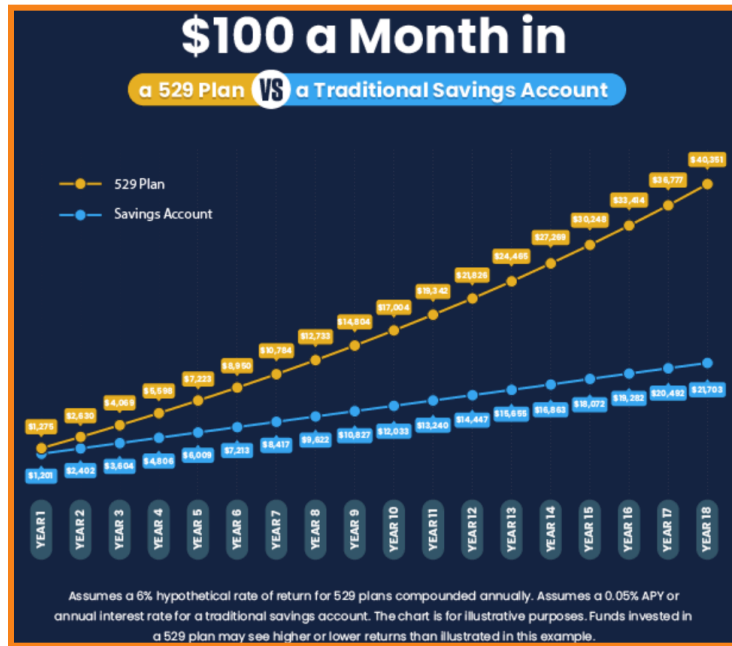 $100 a Month in
a 529 Plan VS a Traditional Savings Account
529 Plan
Savings Account
$40,351
$36,777
$33,414
$30,248
$27,269
$24,465
$21,826
$19,342
$17,004
$14,804
$12,733
$10,784
$8,950
$7,223
$5,598
$4,069
$2,630
$1,275
$1,201
$2,402
$3,604
$4,806
$6,009
$7,213
$8,417
$9,622
$10,827
$12,033
$13,240
$14,447
$15,655
$16,863
$18,072
$19,282
$20,492
$21,703
YEAR 1
YEAR 2
YEAR 3
YEAR 4
YEAR 5
YEAR 6
YEAR 7
YEAR 8
YEAR 9
YEAR 10
YEAR 11
YEAR 12
YEAR 13
YEAR 14
YEAR 15
YEAR 16
YEAR 17
YEAR 18
Assumes a 6% hypothetical rate of return for 529 plans compounded annually. Assumes a 0.05% APY or
annual interest rate for a traditional savings account. The chart is for illustrative purposes. Funds invested in
a 529 plan may see higher or lower returns than illustrated in this example.